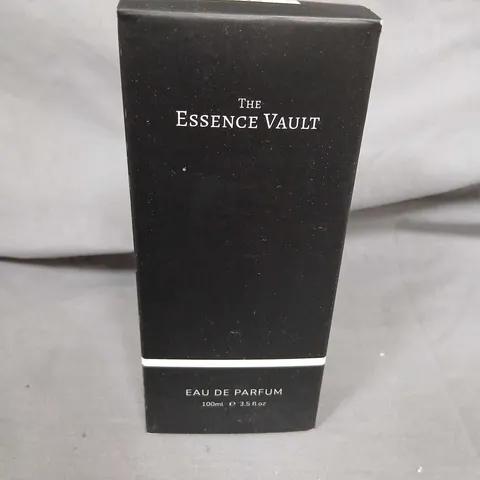 THE
ESSENCE VAULT
EAU DE PARFUM
100ml ℮ 3.5 fl oz